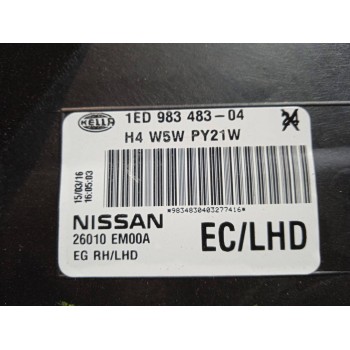 HELLA
1ED 983 483-04
H4 W5W PY21W
15/03/16
16:05:03
*9834830403277416*
NISSAN
26010 EM00A
EC/LHD
EG RH/LHD